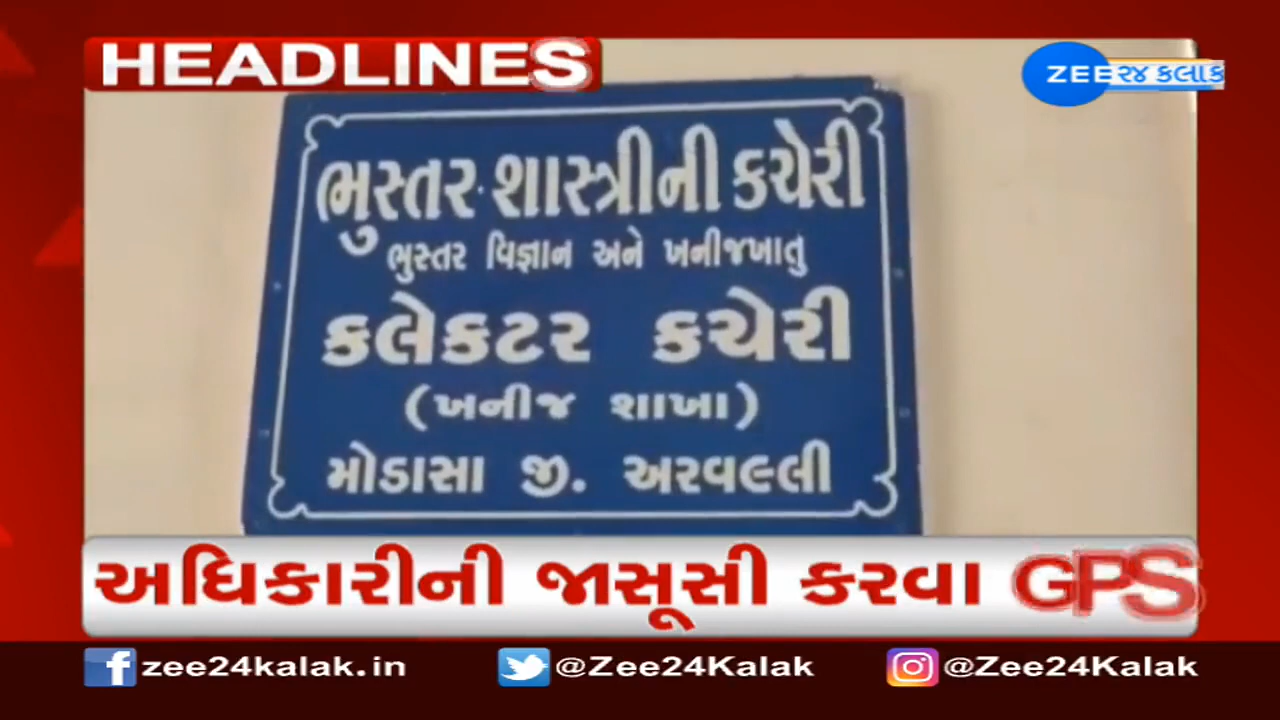 HEADLINES
ZEE ૨૪ કલાક
ભુસ્તર શાસ્ત્રીની કચેરી
ભુસ્તર વિજ્ઞાન અને ખનીજખાતુ
કલેકટર કચેરી
(ખનીજ શાખા)
મોડાસા જી. અરવલ્લી
અધિકારીની જાસૂસી કરવા GPS
zee24kalak.in @Zee24Kalak @Zee24Kalak